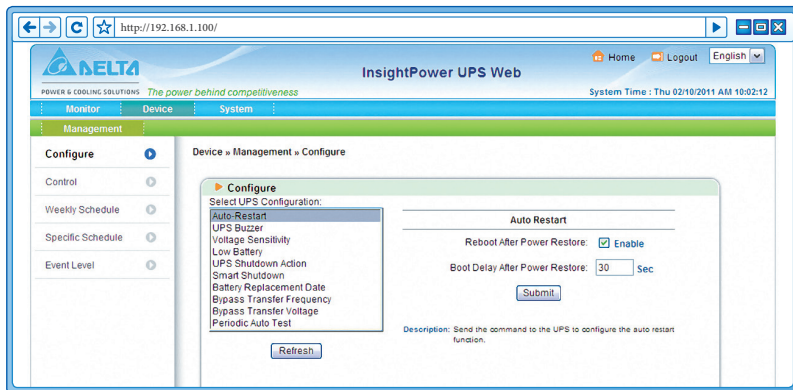 http://192.168.1.100/
DELTA
POWER & COOLING SOLUTIONS The power behind competitiveness
InsightPower UPS Web
Home Logout English
System Time : Thu 02/10/2011 AM 10:02:12
Monitor Device System
Management
Configure
Control
Weekly Schedule
Specific Schedule
Event Level
Device » Management » Configure
Configure
Select UPS Configuration:
Auto-Restart
UPS Buzzer
Voltage Sensitivity
Low Battery
UPS Shutdown Action
Smart Shutdown
Battery Replacement Date
Bypass Transfer Frequency
Bypass Transfer Voltage
Periodic Auto Test
Refresh
Auto Restart
Reboot After Power Restore: Enable
Boot Delay After Power Restore: 30 Sec
Submit
Description: Send the command to the UPS to configure the auto restart
function.